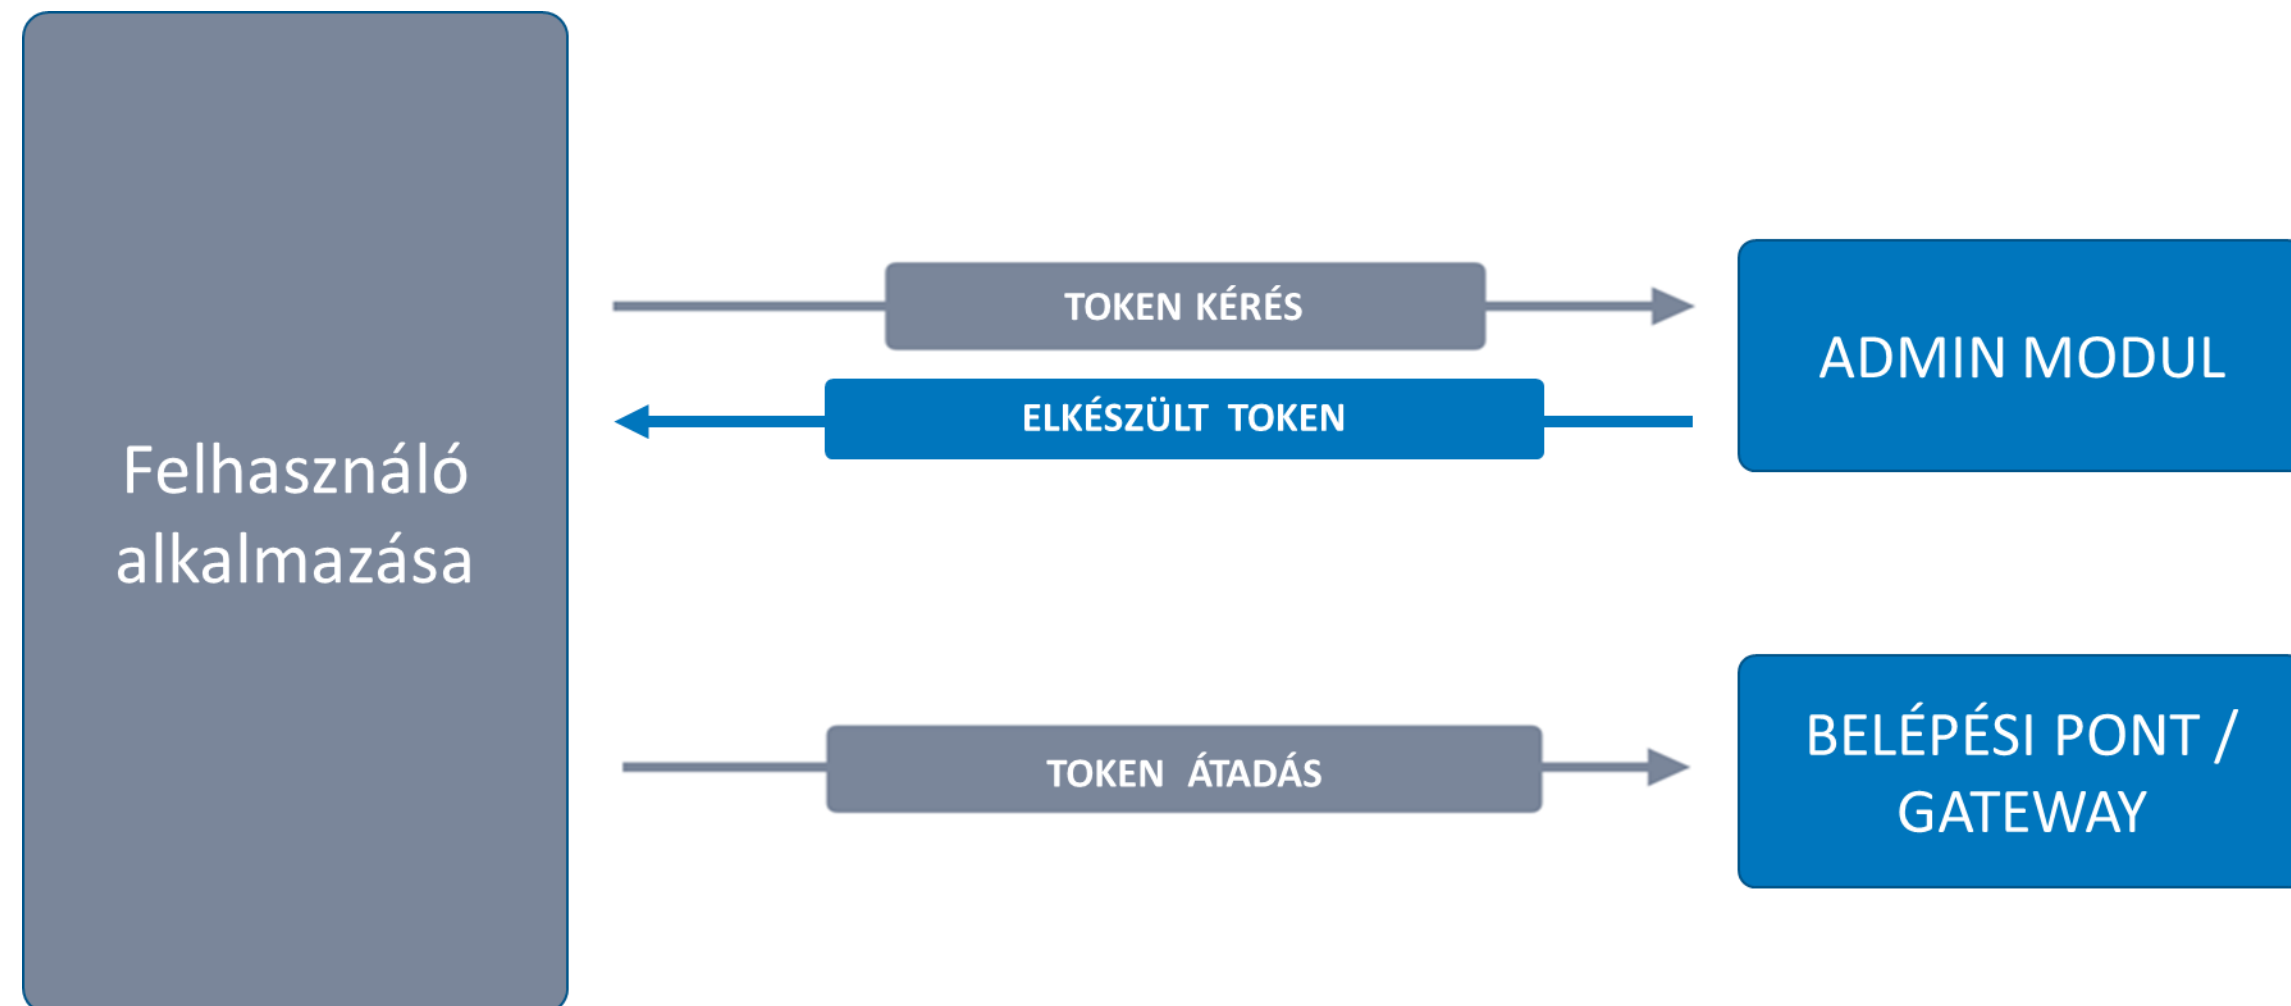 Felhasználó
alkalmazása
TOKEN KÉRÉS
ELKÉSZÜLT TOKEN
TOKEN ÁTADÁS
ADMIN MODUL
BELÉPÉSI PONT /
GATEWAY